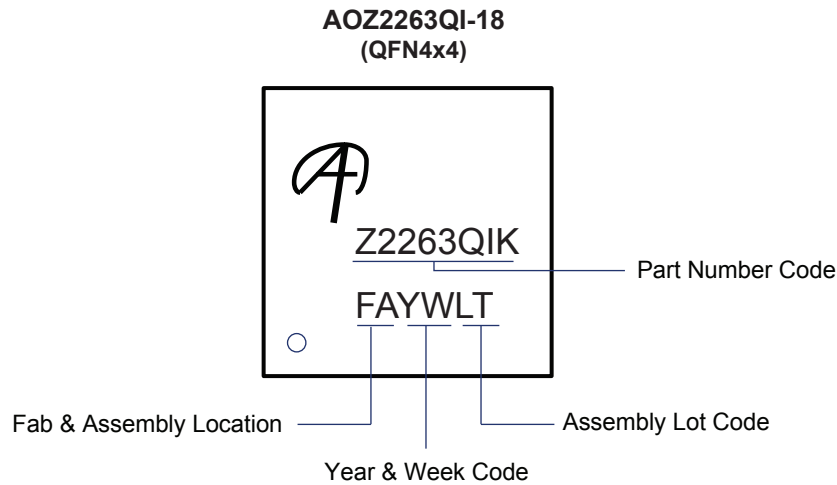 AOZ2263QI-18
(QFN4x4)
Z2263QIK
Part Number Code
FAYWLT
Fab & Assembly Location
Assembly Lot Code
Year & Week Code